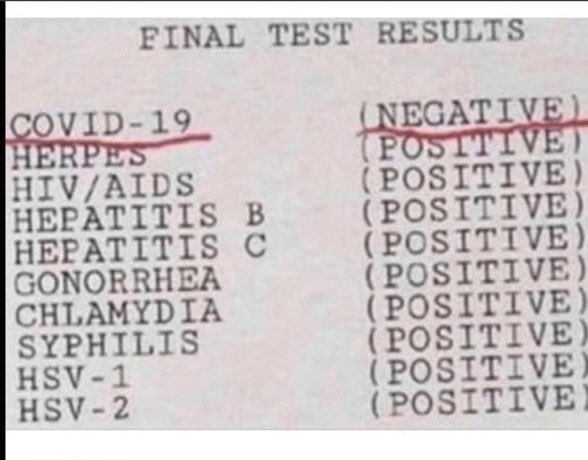 FINAL TEST RESULTS
COVID-19 (NEGATIVE)
HERPES (POSITIVE)
HIV/AIDS (POSITIVE)
HEPATITIS B (POSITIVE)
HEPATITIS C (POSITIVE)
GONORRHEA (POSITIVE)
CHLAMYDIA (POSITIVE)
SYPHILIS (POSITIVE)
HSV-1 (POSITIVE)
HSV-2 (POSITIVE)